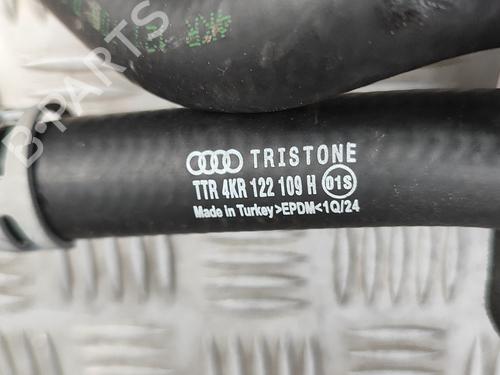 TRISTONE
TTR 4KR 122 109 H 01S
Made in Turkey >EPDM< 1Q/24
B-PARTS